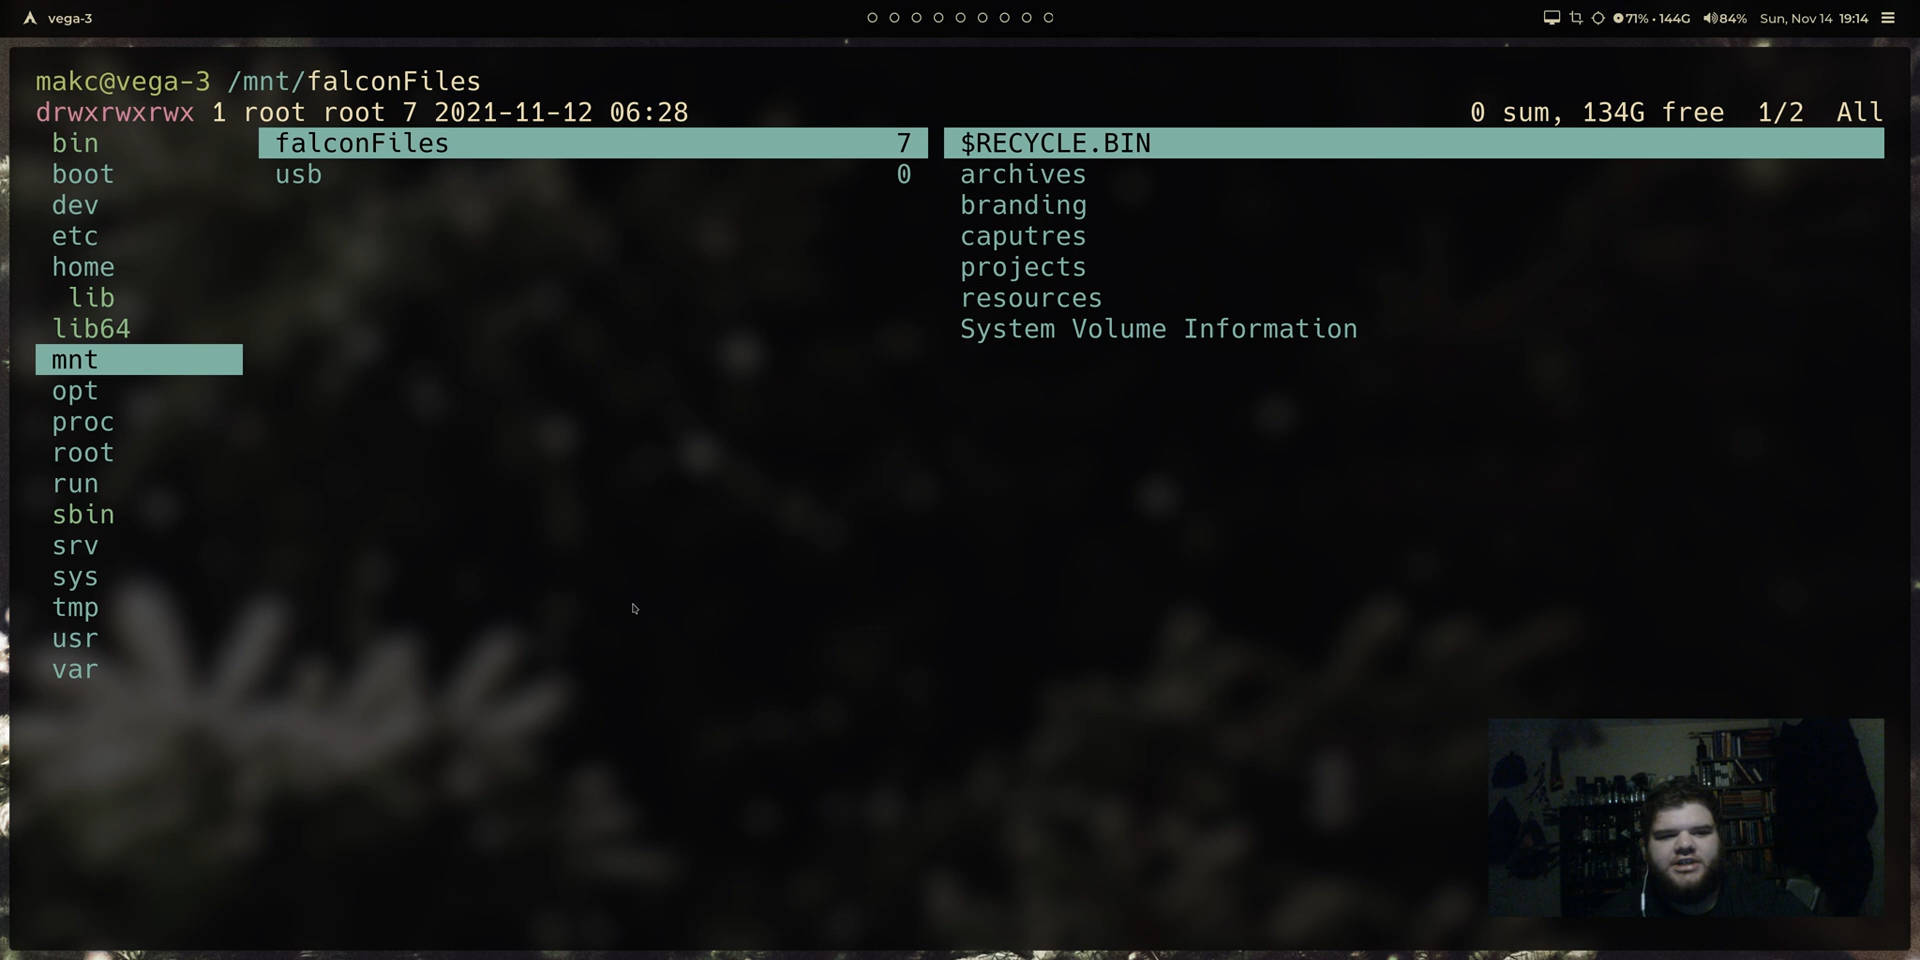 vega-3
71% · 144G 84% Sun, Nov 14 19:14
makc@vega-3 /mnt/falconFiles
drwxrwxrwx 1 root root 7 2021-11-12 06:28 0 sum, 134G free 1/2 All
bin
boot
dev
etc
home
lib
lib64
mnt
opt
proc
root
run
sbin
srv
sys
tmp
usr
var
falconFiles 7
usb 0
$RECYCLE.BIN
archives
branding
caputres
projects
resources
System Volume Information